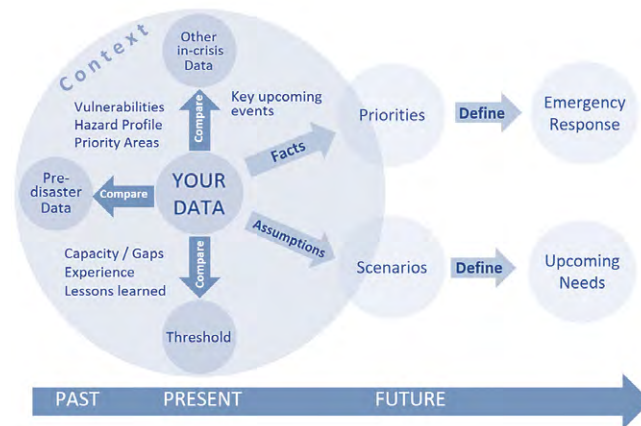 Context
Other
in-crisis
Data
Vulnerabilities
Hazard Profile
Priority Areas
Compare
Key upcoming
events
Pre-
disaster
Data
Compare
YOUR
DATA
Facts
Assumptions
Capacity / Gaps
Experience
Lessons learned
Compare
Threshold
Priorities
Define
Emergency
Response
Scenarios
Define
Upcoming
Needs
PAST
PRESENT
FUTURE